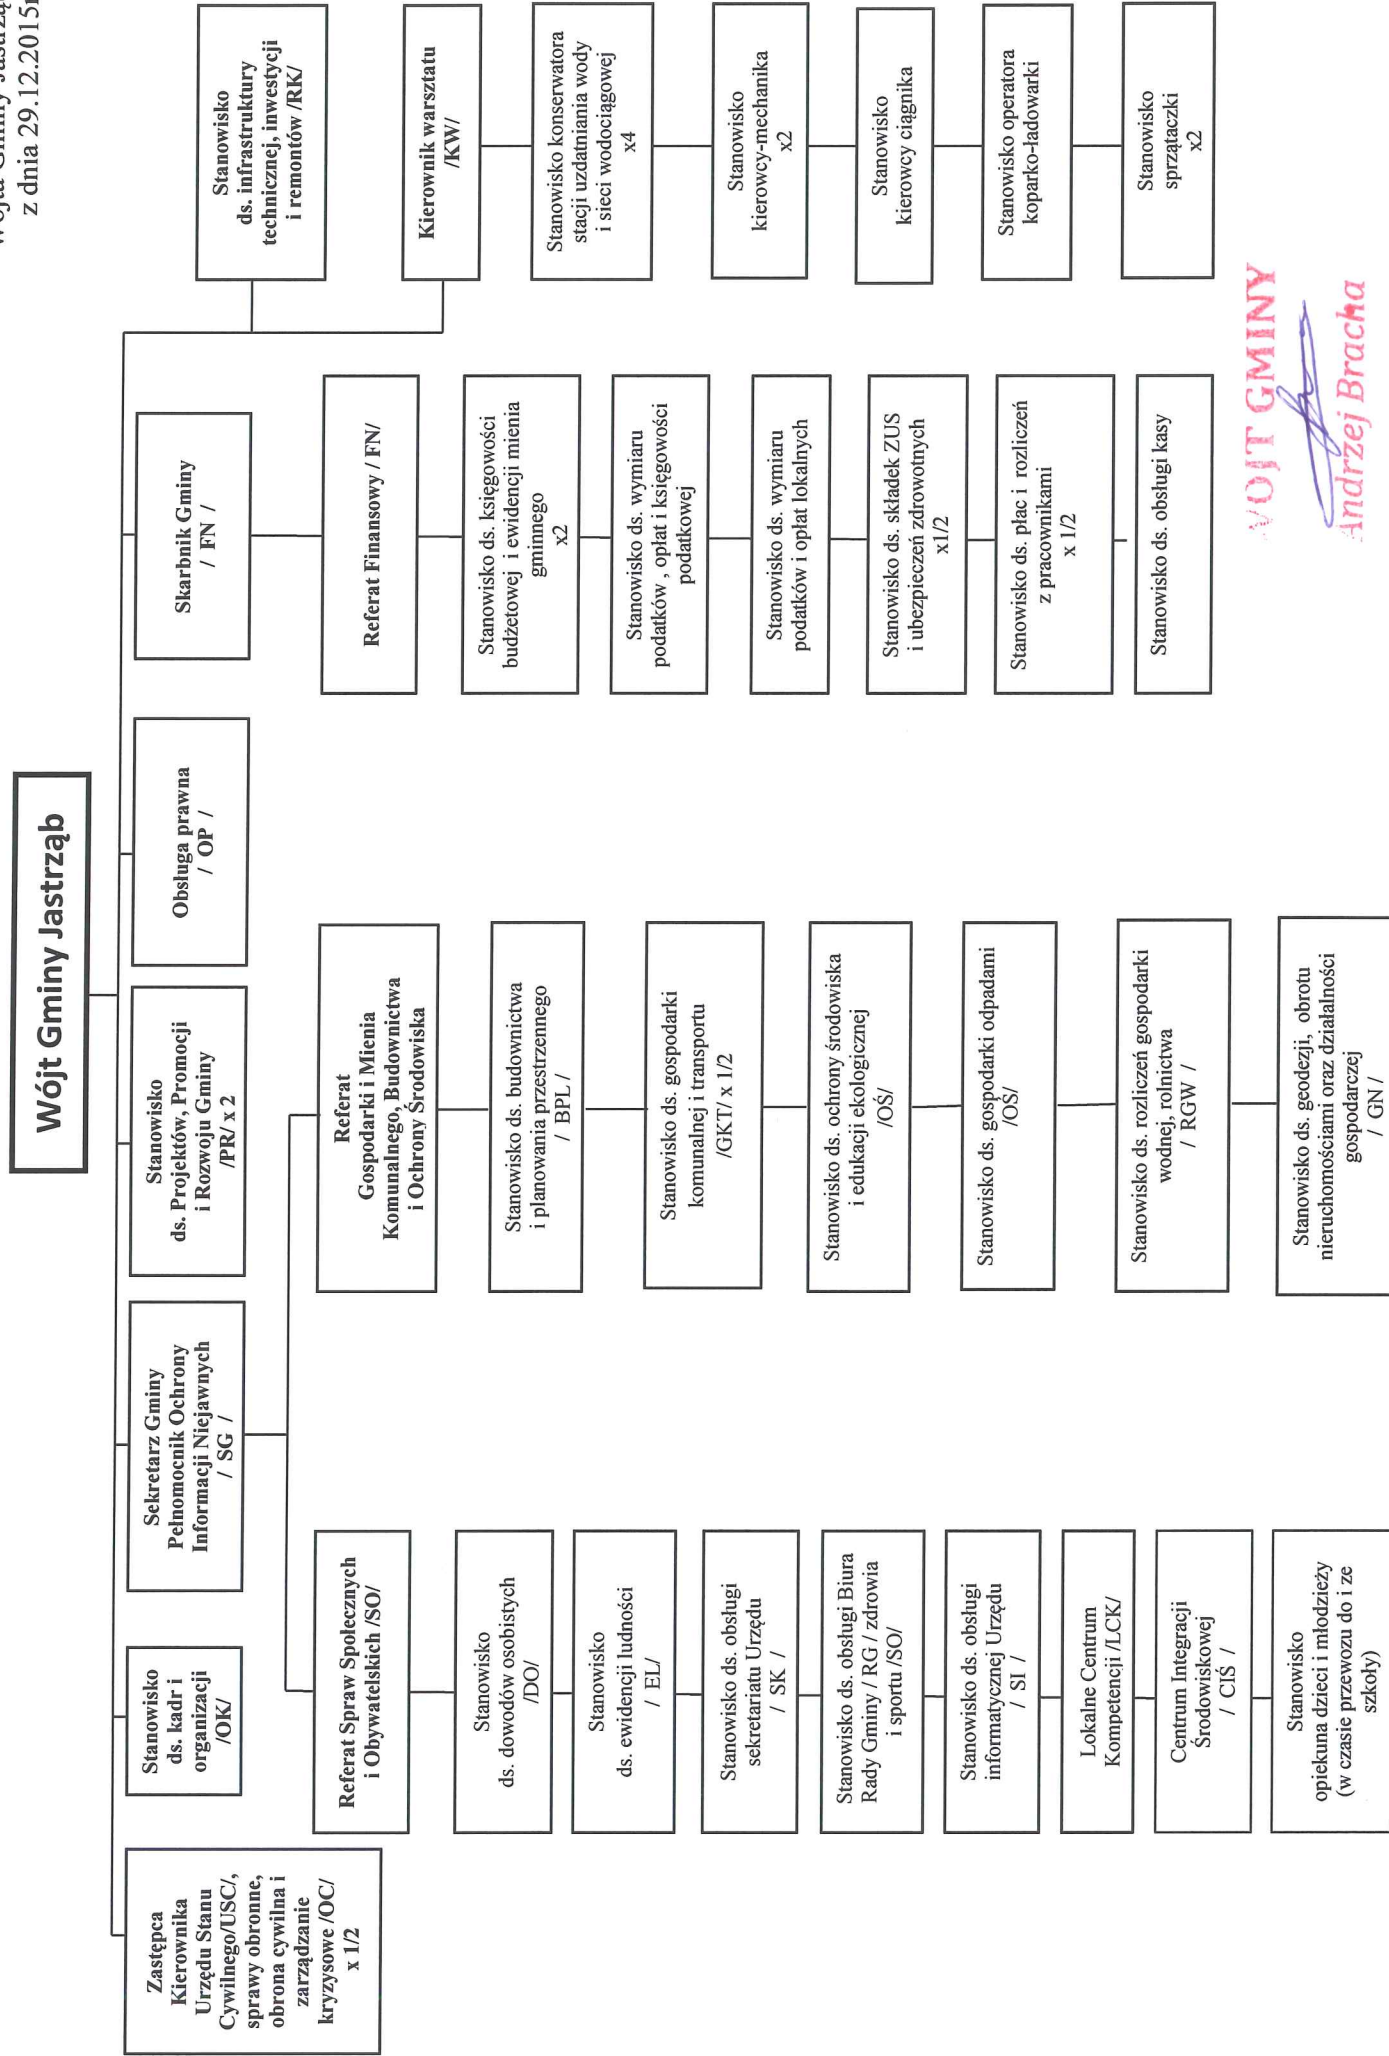 z dnia 29.12.2015r
Wójt Gminy Jastrząb
Zastępca
Kierownika
Urzędu Stanu
Cywilnego/USC/,
sprawy obronne,
obrona cywilna i
zarządzanie
kryzysowe /OC/
x 1/2
Stanowisko
ds. kadr i
organizacji
/OK/
Sekretarz Gminy
Pełnomocnik Ochrony
Informacji Niejawnych
/ SG /
Stanowisko
ds. Projektów, Promocji
i Rozwoju Gminy
/PR/ x 2
Obsługa prawna
/ OP /
Skarbnik Gminy
/ FN /
Stanowisko
ds. infrastruktury
technicznej, inwestycji
i remontów /RK/
Referat Spraw Społecznych
i Obywatelskich /SO/
Stanowisko
ds. dowodów osobistych
/DO/
Stanowisko
ds. ewidencji ludności
/ EL/
Stanowisko ds. obsługi
sekretariatu Urzędu
/ SK /
Stanowisko ds. obsługi Biura
Rady Gminy / RG / zdrowia
i sportu /SO/
Stanowisko ds. obsługi
informatycznej Urzędu
/ SI /
Lokalne Centrum
Kompetencji /LCK/
Centrum Integracji
Środowiskowej
/ CIŚ /
Stanowisko
opiekuna dzieci i młodzieży
(w czasie przewozu do i ze
szkoły)
Referat
Gospodarki i Mienia
Komunalnego, Budownictwa
i Ochrony Środowiska
Stanowisko ds. budownictwa
i planowania przestrzennego
/ BPL /
Stanowisko ds. gospodarki
komunalnej i transportu
/GKT/ x 1/2
Stanowisko ds. ochrony środowiska
i edukacji ekologicznej
/OŚ/
Stanowisko ds. gospodarki odpadami
/OŚ/
Stanowisko ds. rozliczeń gospodarki
wodnej, rolnictwa
/ RGW /
Stanowisko ds. geodezji, obrotu
nieruchomościami oraz działalności
gospodarczej
/ GN /
Referat Finansowy / FN/
Stanowisko ds. księgowości
budżetowej i ewidencji mienia
gminnego
x2
Stanowisko ds. wymiaru
podatków , opłat i księgowości
podatkowej
Stanowisko ds. wymiaru
podatków i opłat lokalnych
Stanowisko ds. składek ZUS
i ubezpieczeń zdrowotnych
x1/2
Stanowisko ds. płac i rozliczeń
z pracownikami
x 1/2
Stanowisko ds. obsługi kasy
Kierownik warsztatu
/KW/
Stanowisko konserwatora
stacji uzdatniania wody
i sieci wodociągowej
x4
Stanowisko
kierowcy-mechanika
x2
Stanowisko
kierowcy ciągnika
Stanowisko operatora
koparko-ładowarki
Stanowisko
sprzątaczki
x2
WÓJT GMINY
Andrzej Bracha